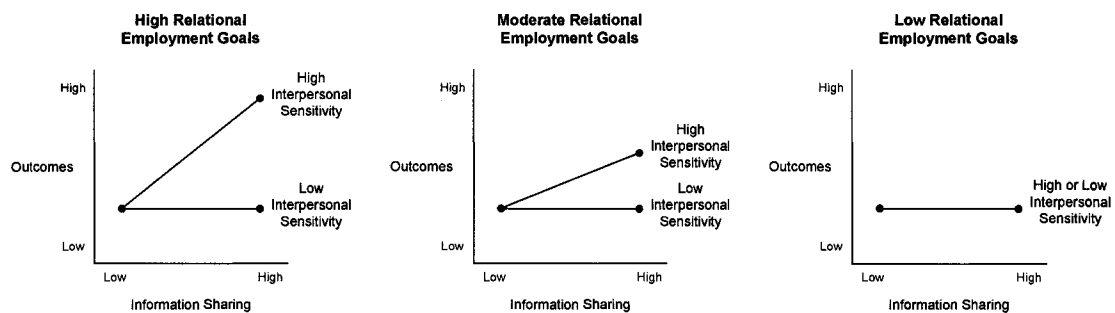 High Relational
Employment Goals
High
High
Interpersonal
Sensitivity
Outcomes
Low
Interpersonal
Sensitivity
Low
Low
High
Information Sharing
Moderate Relational
Employment Goals
High
High
Interpersonal
Sensitivity
Outcomes
Low
Interpersonal
Sensitivity
Low
Low
High
Information Sharing
Low Relational
Employment Goals
High
Outcomes
High or Low
Interpersonal
Sensitivity
Low
Low
High
Information Sharing